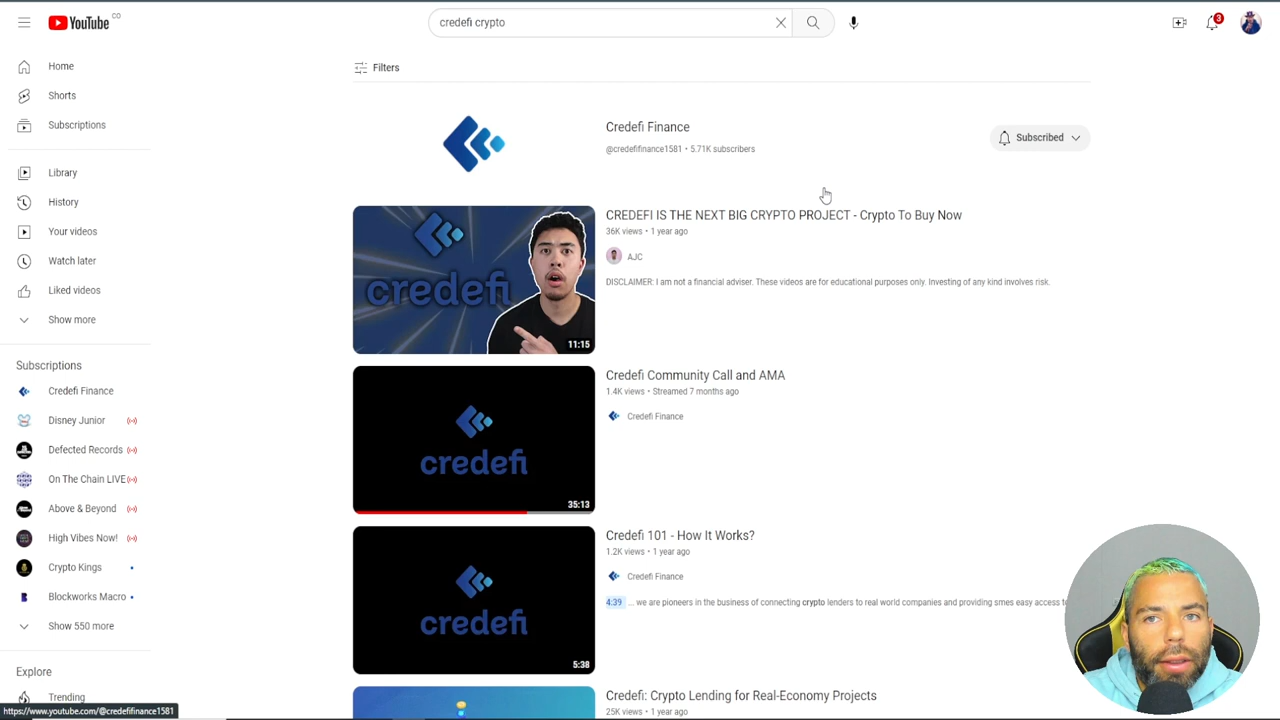 YouTube CO
credefi crypto
3
Home
Shorts
Subscriptions
Library
History
Your videos
Watch later
Liked videos
Show more
Subscriptions
Credefi Finance
Disney Junior
Defected Records
On The Chain LIVE
Above & Beyond
High Vibes Now!
Crypto Kings
Blockworks Macro
Show 550 more
Explore
Trending
https://www.youtube.com/@credefifinance1581
Filters
Credefi Finance
@credefifinance1581 • 5.71K subscribers
Subscribed
credefi
11:15
CREDEFI IS THE NEXT BIG CRYPTO PROJECT - Crypto To Buy Now
36K views • 1 year ago
AJC
DISCLAIMER: I am not a financial adviser. These videos are for educational purposes only. Investing of any kind involves risk.
credefi
35:13
Credefi Community Call and AMA
1.4K views • Streamed 7 months ago
Credefi Finance
credefi
5:38
Credefi 101 - How It Works?
1.2K views • 1 year ago
Credefi Finance
4:39 ... we are pioneers in the business of connecting crypto lenders to real world companies and providing smes easy access to
Credefi: Crypto Lending for Real-Economy Projects
25K views • 1 year ago